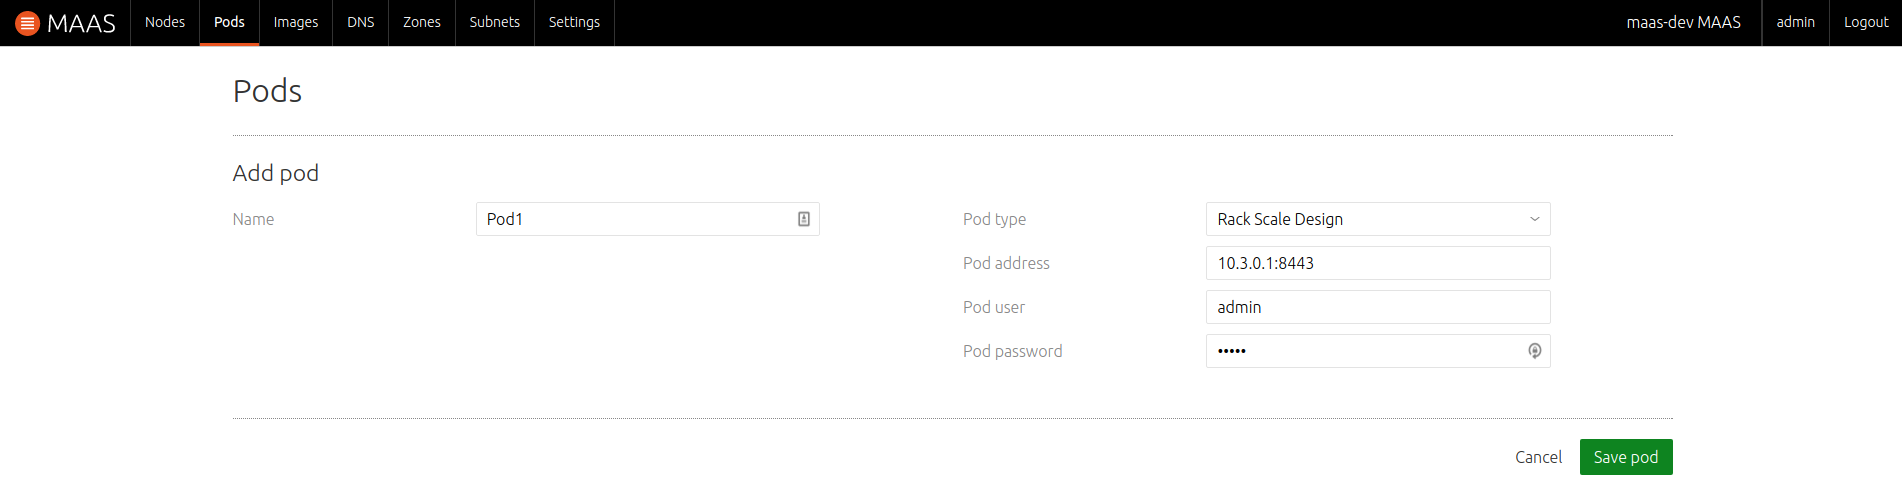 MAAS Nodes Pods Images DNS Zones Subnets Settings maas-dev MAAS admin Logout
Pods
Add pod
Name Pod1
Pod type Rack Scale Design
Pod address 10.3.0.1:8443
Pod user admin
Pod password •••••
Cancel Save pod